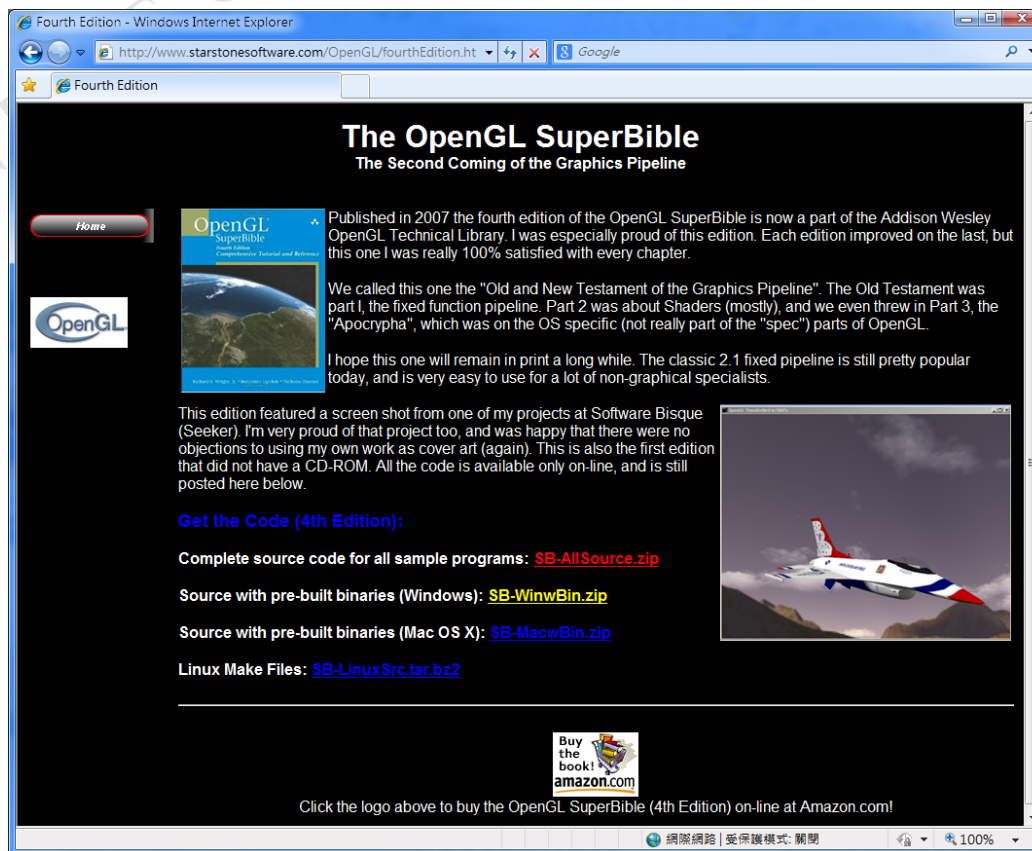 Fourth Edition - Windows Internet Explorer
http://www.starstonesoftware.com/OpenGL/fourthEdition.ht
Google
Fourth Edition
The OpenGL SuperBible
The Second Coming of the Graphics Pipeline
Home
OpenGL
OpenGL
SuperBible
Fourth Edition
Comprehensive Tutorial and Reference
Richard S. Wright, Jr. • Benjamin Lipchak • Nicholas Haemel
Published in 2007 the fourth edition of the OpenGL SuperBible is now a part of the Addison Wesley
OpenGL Technical Library. I was especially proud of this edition. Each edition improved on the last, but
this one I was really 100% satisfied with every chapter.
We called this one the "Old and New Testament of the Graphics Pipeline". The Old Testament was
part I, the fixed function pipeline. Part 2 was about Shaders (mostly), and we even threw in Part 3, the
"Apocrypha", which was on the OS specific (not really part of the "spec") parts of OpenGL.
I hope this one will remain in print a long while. The classic 2.1 fixed pipeline is still pretty popular
today, and is very easy to use for a lot of non-graphical specialists.
This edition featured a screen shot from one of my projects at Software Bisque
(Seeker). I'm very proud of that project too, and was happy that there were no
objections to using my own work as cover art (again). This is also the first edition
that did not have a CD-ROM. All the code is available only on-line, and is still
posted here below.
Get the Code (4th Edition):
Complete source code for all sample programs: SB-AllSource.zip
Source with pre-built binaries (Windows): SB-WinwBin.zip
Source with pre-built binaries (Mac OS X): SB-MacwBin.zip
Linux Make Files: SB-LinuxSrc.tar.bz2
Buy
the
book!
amazon.com
Click the logo above to buy the OpenGL SuperBible (4th Edition) on-line at Amazon.com!
網際網路 | 受保護模式: 關閉
100%